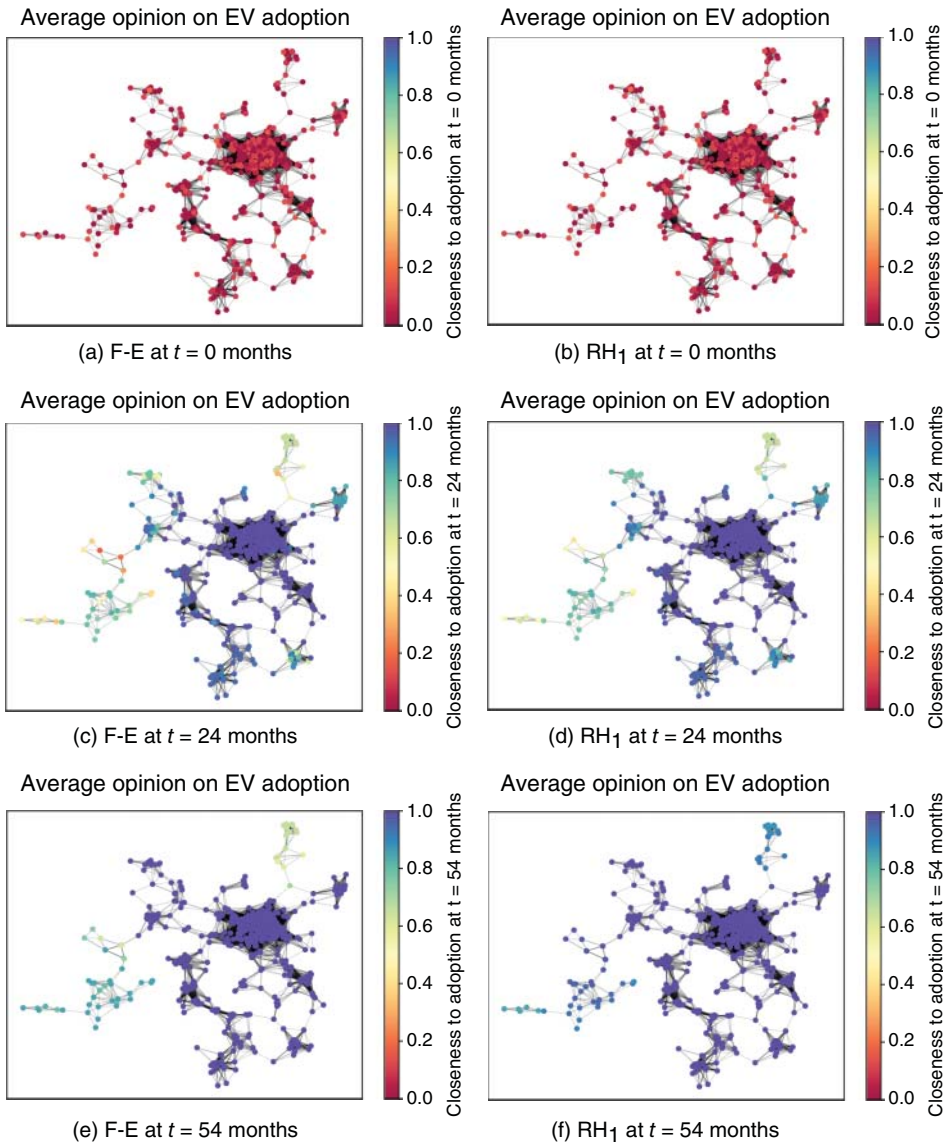 Average opinion on EV adoption
1.0
0.8
0.6
0.4
0.2
0.0
Closeness to adoption at t = 0 months
(a) F-E at t = 0 months
Average opinion on EV adoption
1.0
0.8
0.6
0.4
0.2
0.0
Closeness to adoption at t = 0 months
(b) RH1 at t = 0 months
Average opinion on EV adoption
1.0
0.8
0.6
0.4
0.2
0.0
Closeness to adoption at t = 24 months
(c) F-E at t = 24 months
Average opinion on EV adoption
1.0
0.8
0.6
0.4
0.2
0.0
Closeness to adoption at t = 24 months
(d) RH1 at t = 24 months
Average opinion on EV adoption
1.0
0.8
0.6
0.4
0.2
0.0
Closeness to adoption at t = 54 months
(e) F-E at t = 54 months
Average opinion on EV adoption
1.0
0.8
0.6
0.4
0.2
0.0
Closeness to adoption at t = 54 months
(f) RH1 at t = 54 months